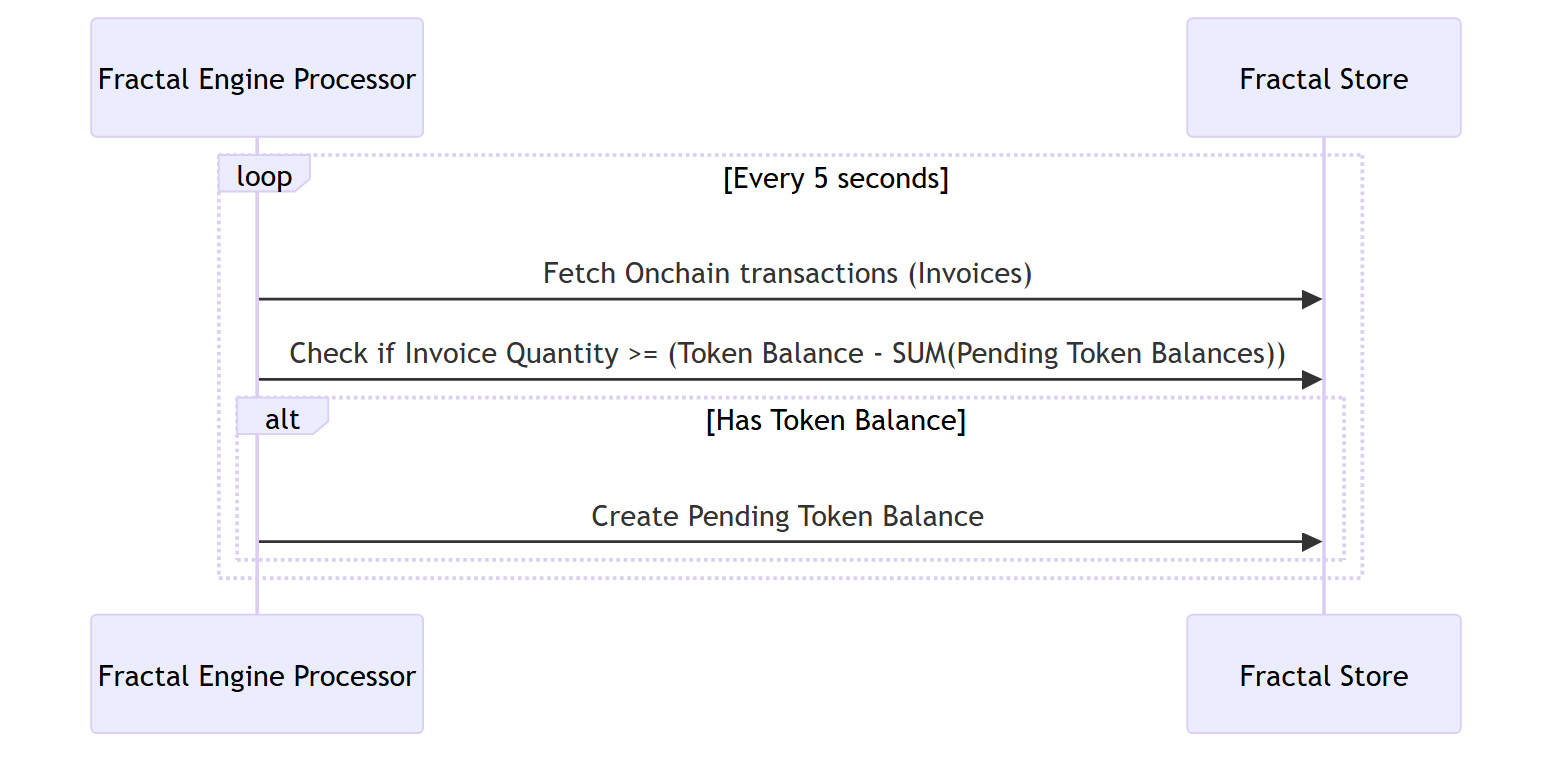 Fractal Engine Processor
Fractal Store
loop
[Every 5 seconds]
Fetch Onchain transactions (Invoices)
Check if Invoice Quantity >= (Token Balance - SUM(Pending Token Balances))
alt
[Has Token Balance]
Create Pending Token Balance
Fractal Engine Processor
Fractal Store